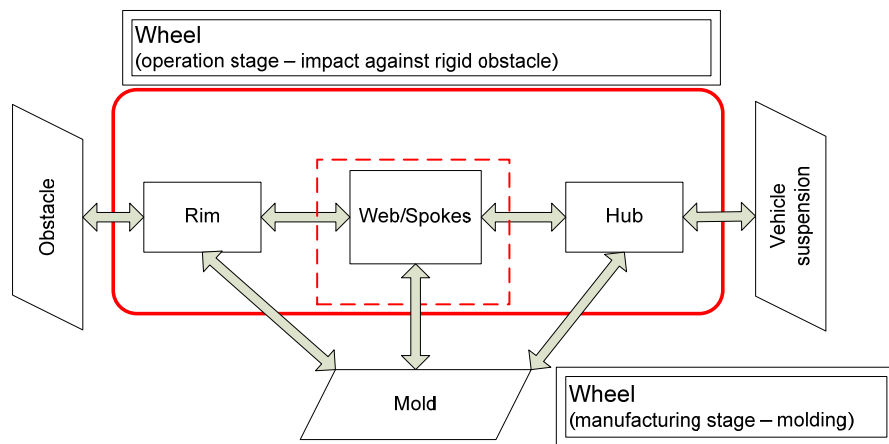 Wheel
(operation stage – impact against rigid obstacle)
Obstacle
Rim
Web/Spokes
Hub
Vehicle
suspension
Mold
Wheel
(manufacturing stage – molding)